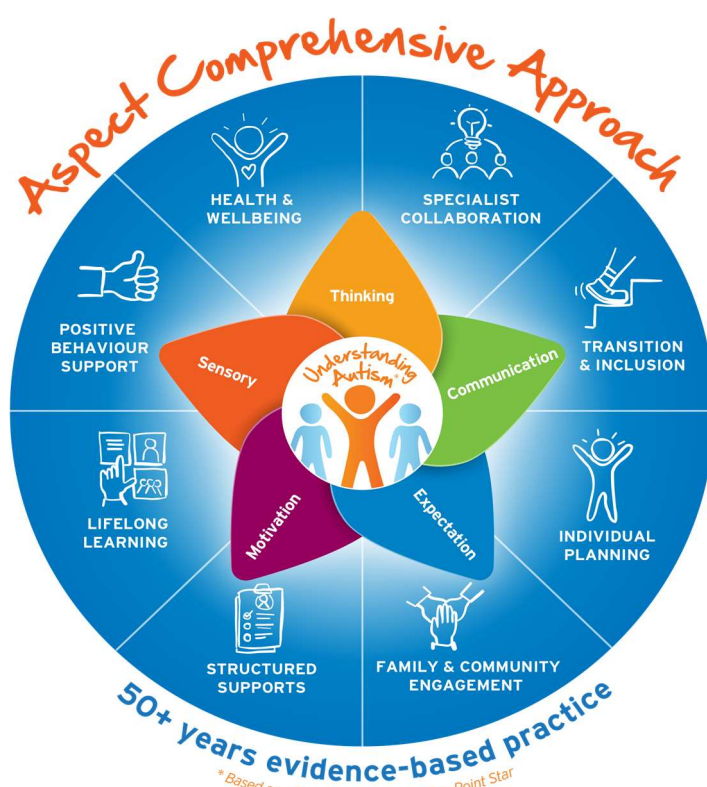 Aspect Comprehensive Approach
HEALTH &
WELLBEING
SPECIALIST
COLLABORATION
POSITIVE
BEHAVIOUR
SUPPORT
TRANSITION
& INCLUSION
LIFELONG
LEARNING
INDIVIDUAL
PLANNING
STRUCTURED
SUPPORTS
FAMILY & COMMUNITY
ENGAGEMENT
Thinking
Sensory
Communication
Motivation
Expectation
Understanding
Autism*
50+ years evidence-based practice
* Based Point Star